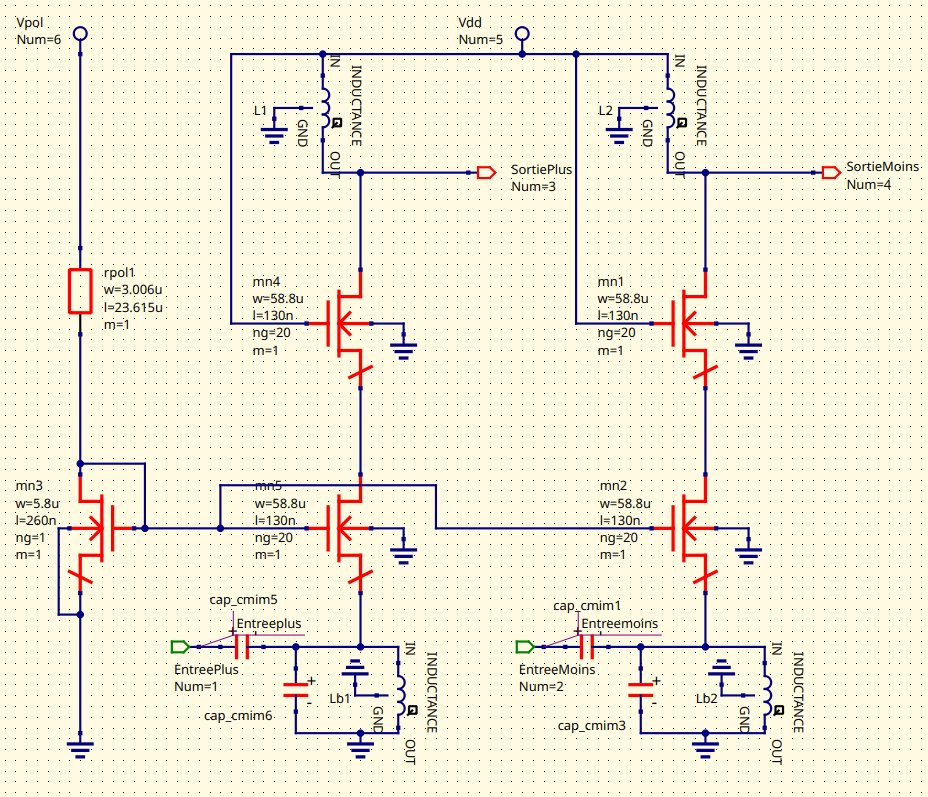 Vpol
Num=6
Vdd
Num=5
IN
INDUCTANCE
L1
GND
OUT
IN
INDUCTANCE
L2
GND
OUT
SortiePlus
Num=3
SortieMoins
Num=4
rpol1
w=3.006u
l=23.615u
m=1
mn4
w=58.8u
l=130n
ng=20
m=1
mn1
w=58.8u
l=130n
ng=20
m=1
mn3
w=5.8u
l=260n
ng=1
m=1
mn5
w=58.8u
l=130n
ng=20
m=1
mn2
w=58.8u
l=130n
ng=20
m=1
cap_cmim5
+
Entreeplus
EntreePlus
Num=1
+
-
cap_cmim6
IN
INDUCTANCE
Lb1
GND
OUT
cap_cmim1
+
Entreemoins
EntreeMoins
Num=2
+
-
cap_cmim3
IN
INDUCTANCE
Lb2
GND
OUT